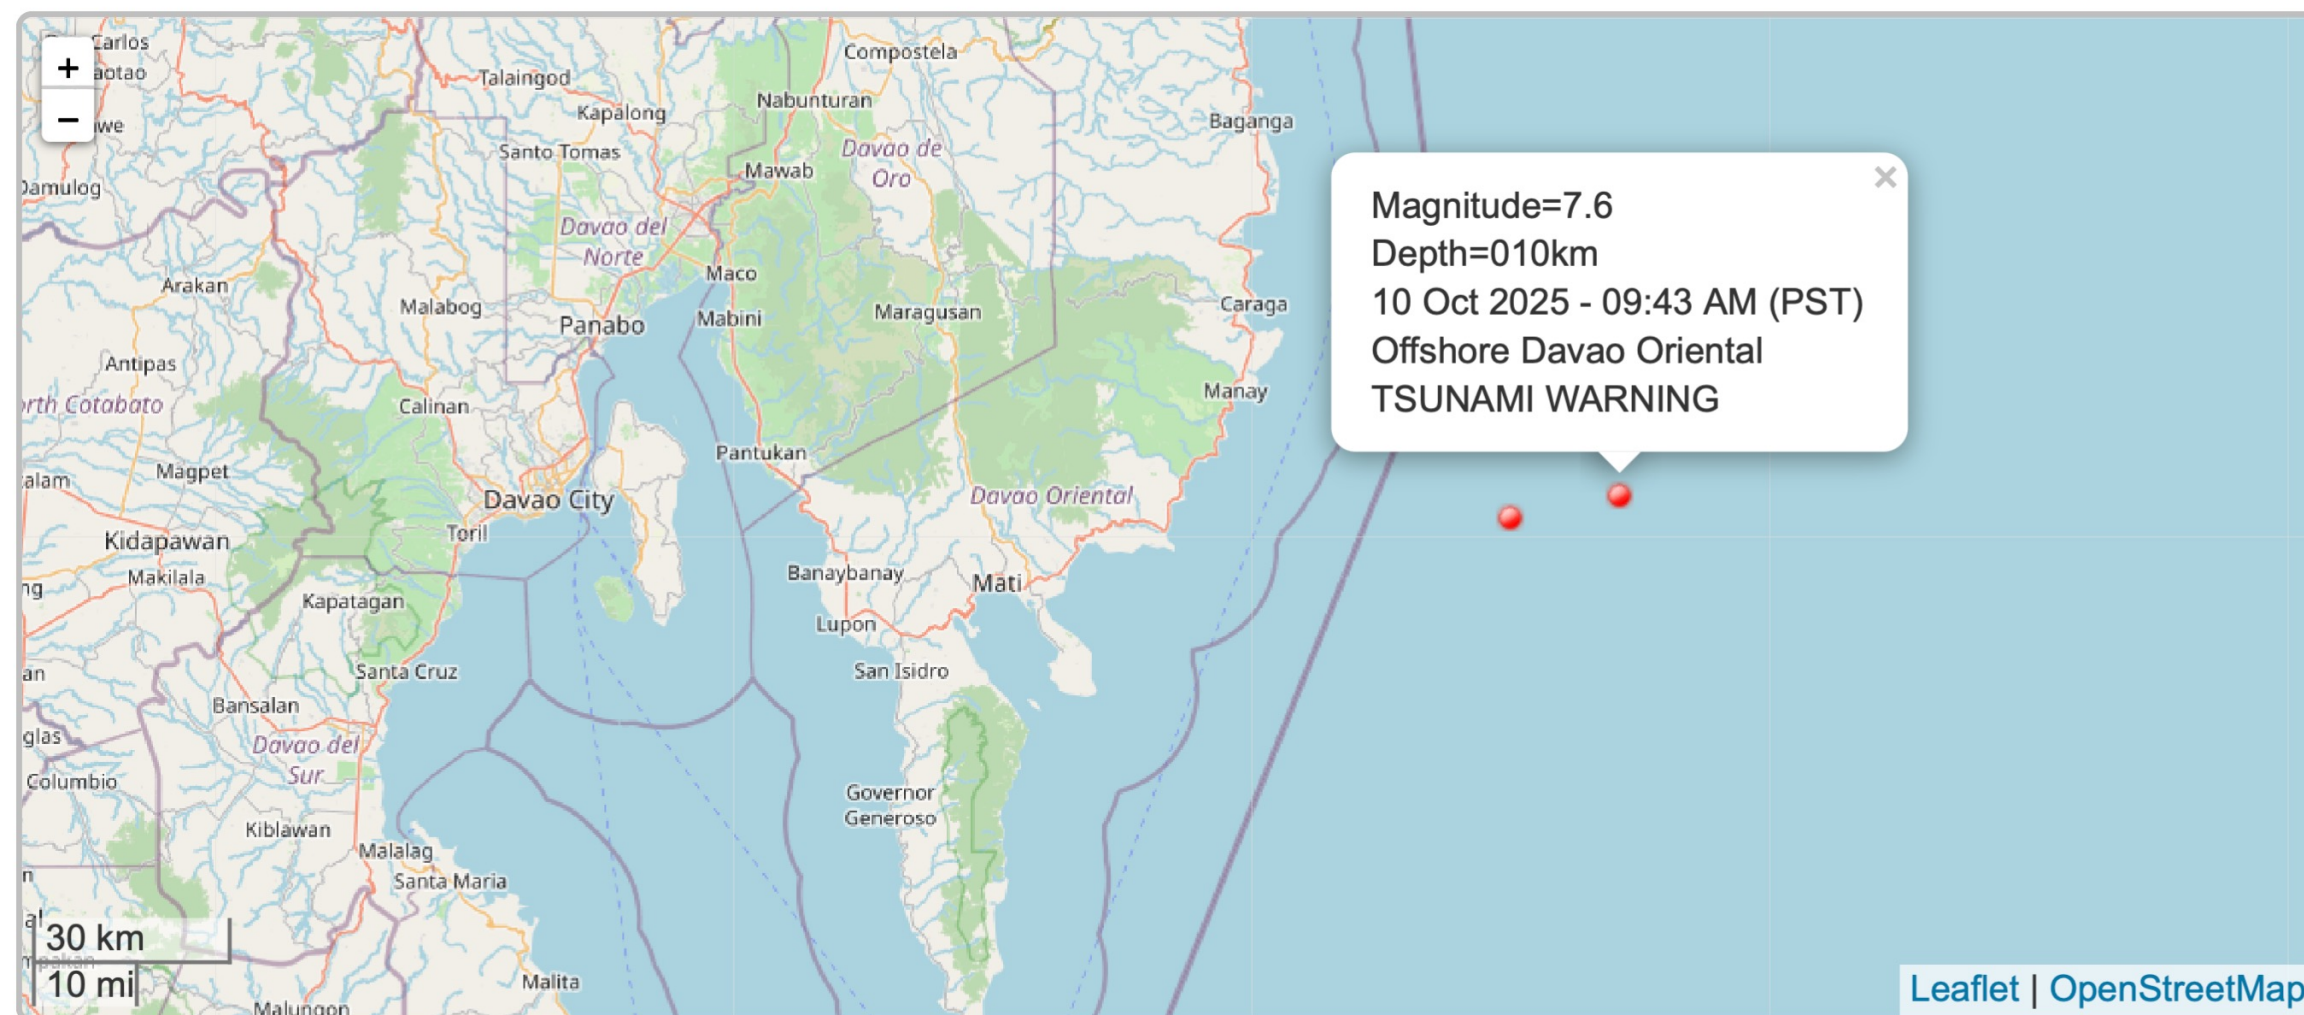 +
−
Carlos
aotao
we
Damulog
Talaingod
Kapalong
Santo Tomas
Compostela
Nabunturan
Davao de
Oro
Mawab
Baganga
Davao del
Norte
Arakan
Malabog
Maco
Panabo
Mabini
Maragusan
Caraga
Antipas
Manay
rth Cotabato
Calinan
Magpet
alam
Pantukan
Davao City
Davao Oriental
Toril
Kidapawan
Makilala
ng
Kapatagan
Banaybanay
Mati
Lupon
an
Santa Cruz
San Isidro
Bansalan
glas
Davao del
Sur
Columbio
Governor
Generoso
Kiblawan
Malalag
Santa Maria
Malita
Malungon
Magnitude=7.6
Depth=010km
10 Oct 2025 - 09:43 AM (PST)
Offshore Davao Oriental
TSUNAMI WARNING
×
30 km
10 mi
Leaflet | OpenStreetMap